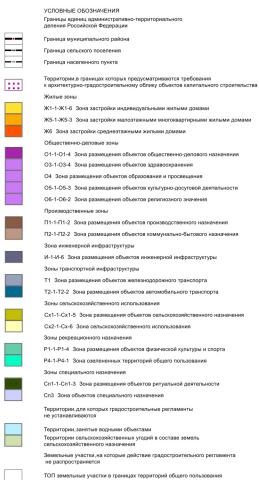 УСЛОВНЫЕ ОБОЗНАЧЕНИЯ
Границы единиц административно-территориального
деления Российской Федерации
Граница муниципального района
Граница сельского поселения
Граница населенного пункта
Территории,в границах которых предусматриваются требования
к архитектурно-градостроительному облику объектов капитального строительства
Жилые зоны
Ж1-1-Ж1-6 Зона застройки индивидуальными жилыми домами
Ж5-1-Ж5-3 Зона застройки малоэтажными многоквартирными жилыми домами
Ж6 Зона застройки среднеэтажными жилыми домами
Общественно-деловые зоны
О1-1-О1-4 Зона размещения объектов общественно-делового назначения
О3-1-О3-4 Зона размещения объектов здравоохранения
О4 Зона размещения объектов образования и просвещения
О5-1-О5-3 Зона размещения объектов культурно-досуговой деятельности
О6-1-О6-2 Зона размещения объектов религиозного значения
Производственные зоны
П1-1-П1-2 Зона размещения объектов производственного назначения
П2-1-П2-2 Зона размещения объектов коммунально-бытового назначения
Зона инженерной инфраструктуры
И-1-И-6 Зона размещения объектов инженерной инфраструктуры
Зоны транспортной инфраструктуры
Т1 Зона размещения объектов железнодорожного транспорта
Т2-1-Т2-2 Зона размещения объектов автомобильного транспорта
Зоны сельскохозяйственного использования
Сх1-1-Сх1-5 Зона размещения объектов сельскохозяйственного назначения
Сх2-1-Сх-6 Зона сельскохозяйственного использования
Зоны рекреационного назначения
Р1-1-Р1-4 Зона размещения объектов физической культуры и спорта
Р4-1-Р4-1 Зона озелененных территорий общего пользования
Зоны специального назначения
Сп1-1-Сп1-3 Зона размещения объектов ритуальной деятельности
Сп3 Зона объектов специального назначения
Территории,для которых градостроительные регламенты
не устанавливаются
Территории,занятые водными объектами
Территории сельскохозяйственных угодий в составе земель
сельскохозяйственного назначения
Земельные участки,на которые действие градостроительного регламента
не распространяется
ТОП земельные участки в границах территорий общего пользования